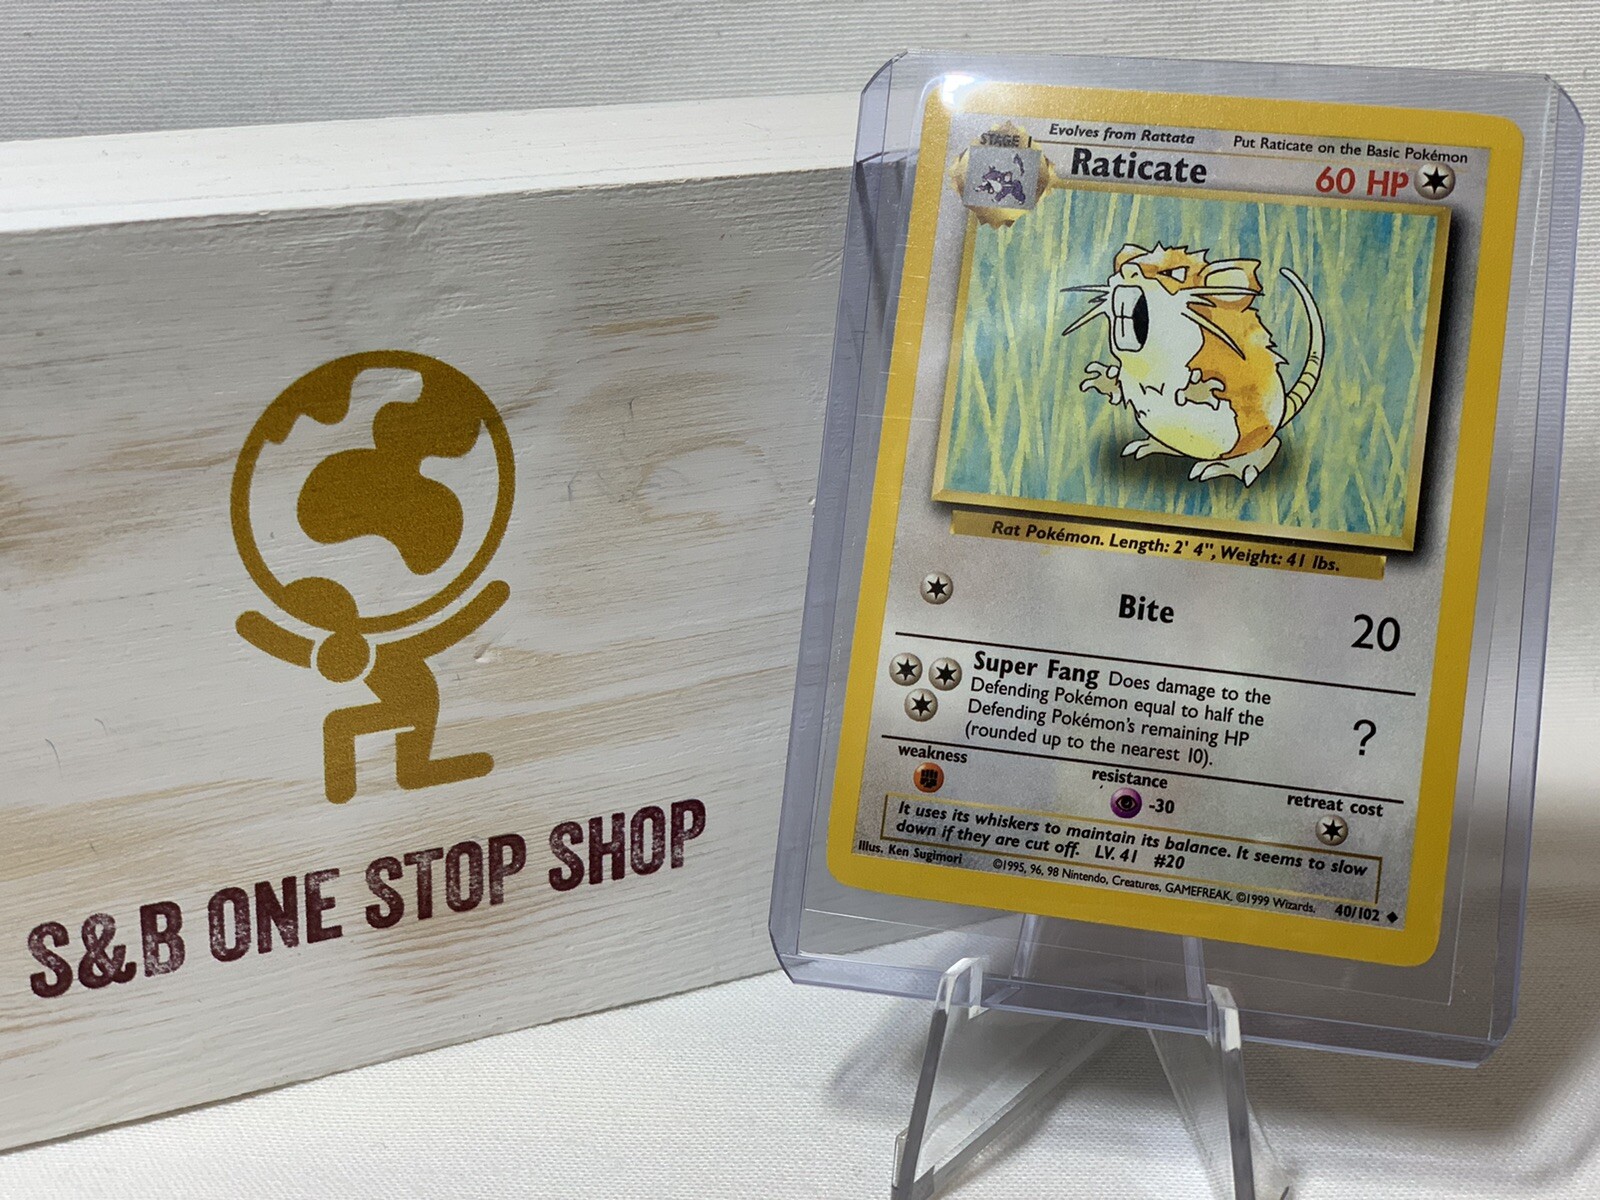 S&B ONE STOP SHOP
STAGE 1
Evolves from Rattata
Put Raticate on the Basic Pokémon
Raticate
60 HP
Rat Pokémon. Length: 2' 4", Weight: 41 lbs.
Bite
20
Super Fang Does damage to the
Defending Pokémon equal to half the
Defending Pokémon's remaining HP
(rounded up to the nearest 10).
?
weakness
resistance
-30
retreat cost
It uses its whiskers to maintain its balance. It seems to slow
down if they are cut off. LV. 41 #20
Illus. Ken Sugimori
©1995, 96, 98 Nintendo, Creatures, GAMEFREAK. ©1999 Wizards.
40/102